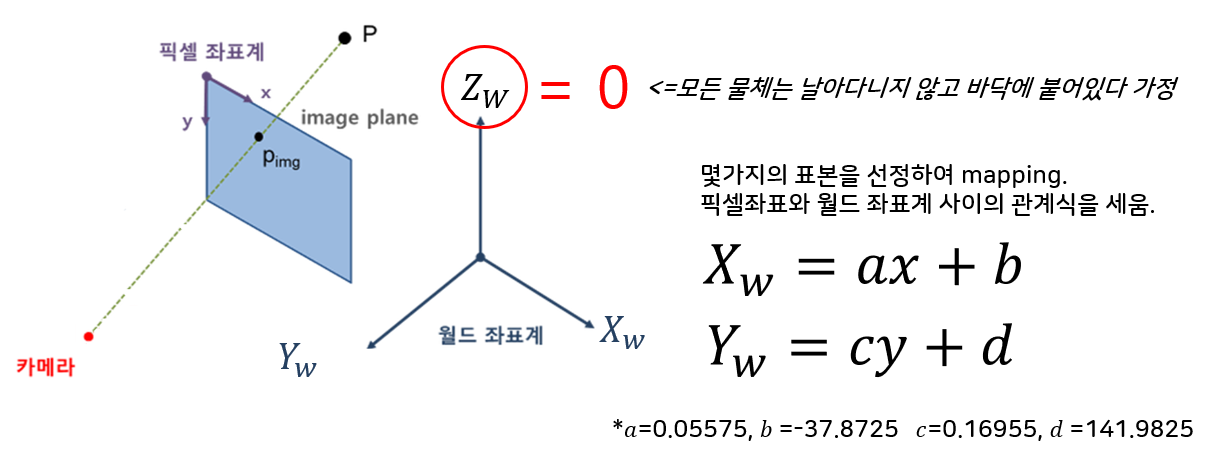 픽셀 좌표계
P
x
y
image plane
p_img
카메라
Z_W = 0 <=모든 물체는 날아다니지 않고 바닥에 붙어있다 가정
월드 좌표계
X_w
Y_w
몇가지의 표본을 선정하여 mapping.
픽셀좌표와 월드 좌표계 사이의 관계식을 세움.
X_w = ax + b
Y_w = cy + d
*a=0.05575, b =-37.8725 c=0.16955, d =141.9825